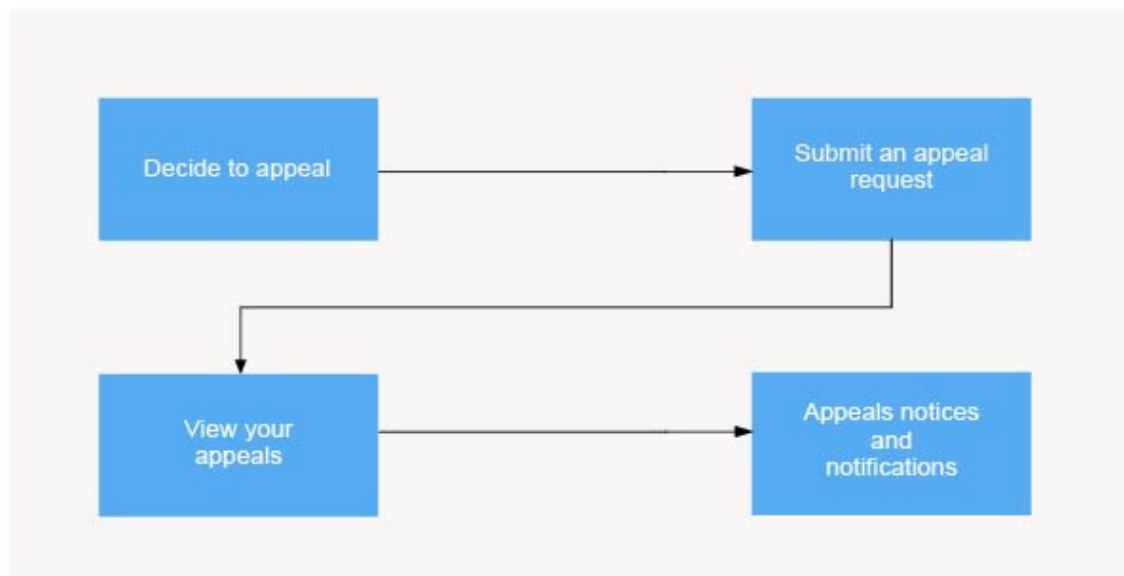 Decide to appeal
Submit an appeal
request
View your
appeals
Appeals notices
and
notifications